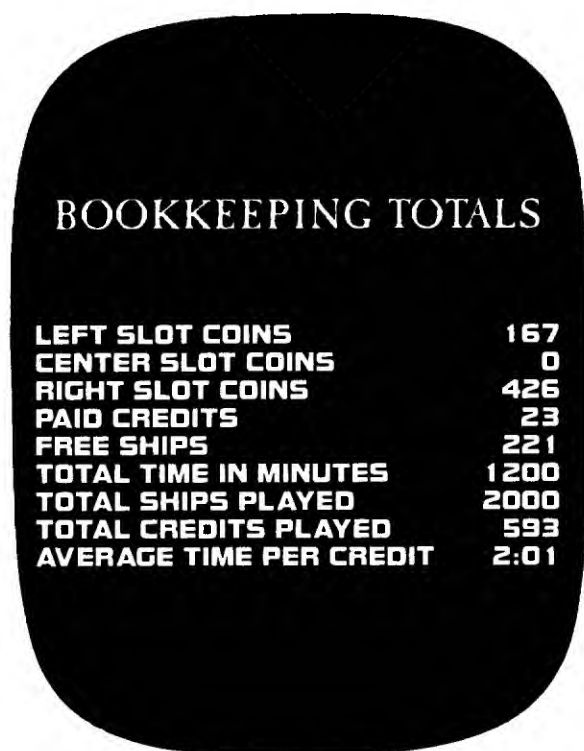 BOOKKEEPING TOTALS
LEFT SLOT COINS 167
CENTER SLOT COINS 0
RIGHT SLOT COINS 426
PAID CREDITS 23
FREE SHIPS 221
TOTAL TIME IN MINUTES 1200
TOTAL SHIPS PLAYED 2000
TOTAL CREDITS PLAYED 593
AVERAGE TIME PER CREDIT 2:01